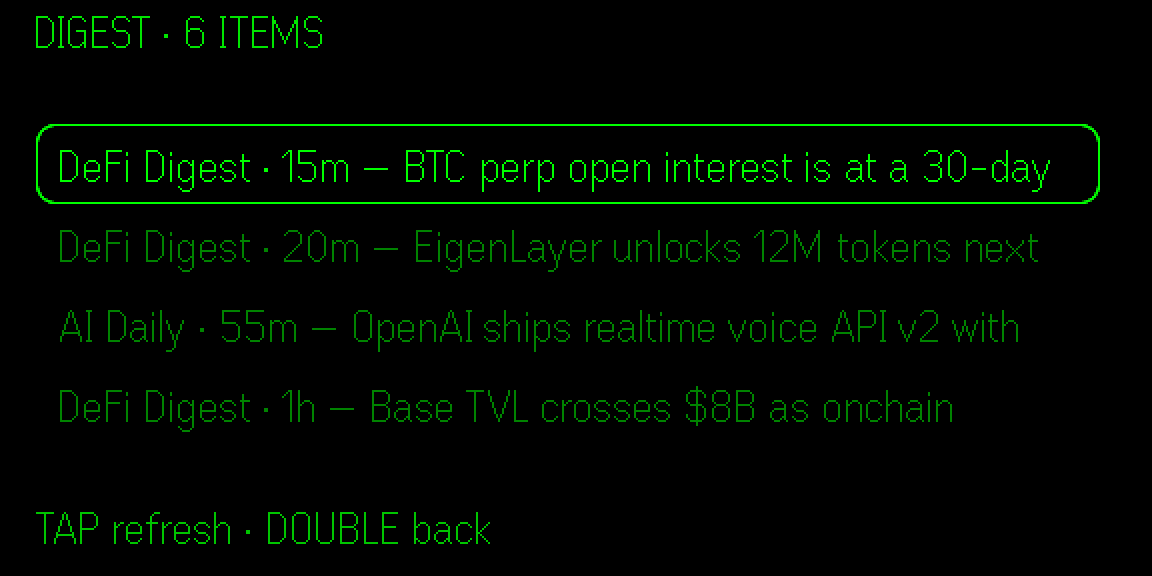 DIGEST · 6 ITEMS
DeFi Digest · 15m — BTC perp open interest is at a 30-day
DeFi Digest · 20m — EigenLayer unlocks 12M tokens next
AI Daily · 55m — OpenAI ships realtime voice API v2 with
DeFi Digest · 1h — Base TVL crosses $8B as onchain
TAP refresh · DOUBLE back